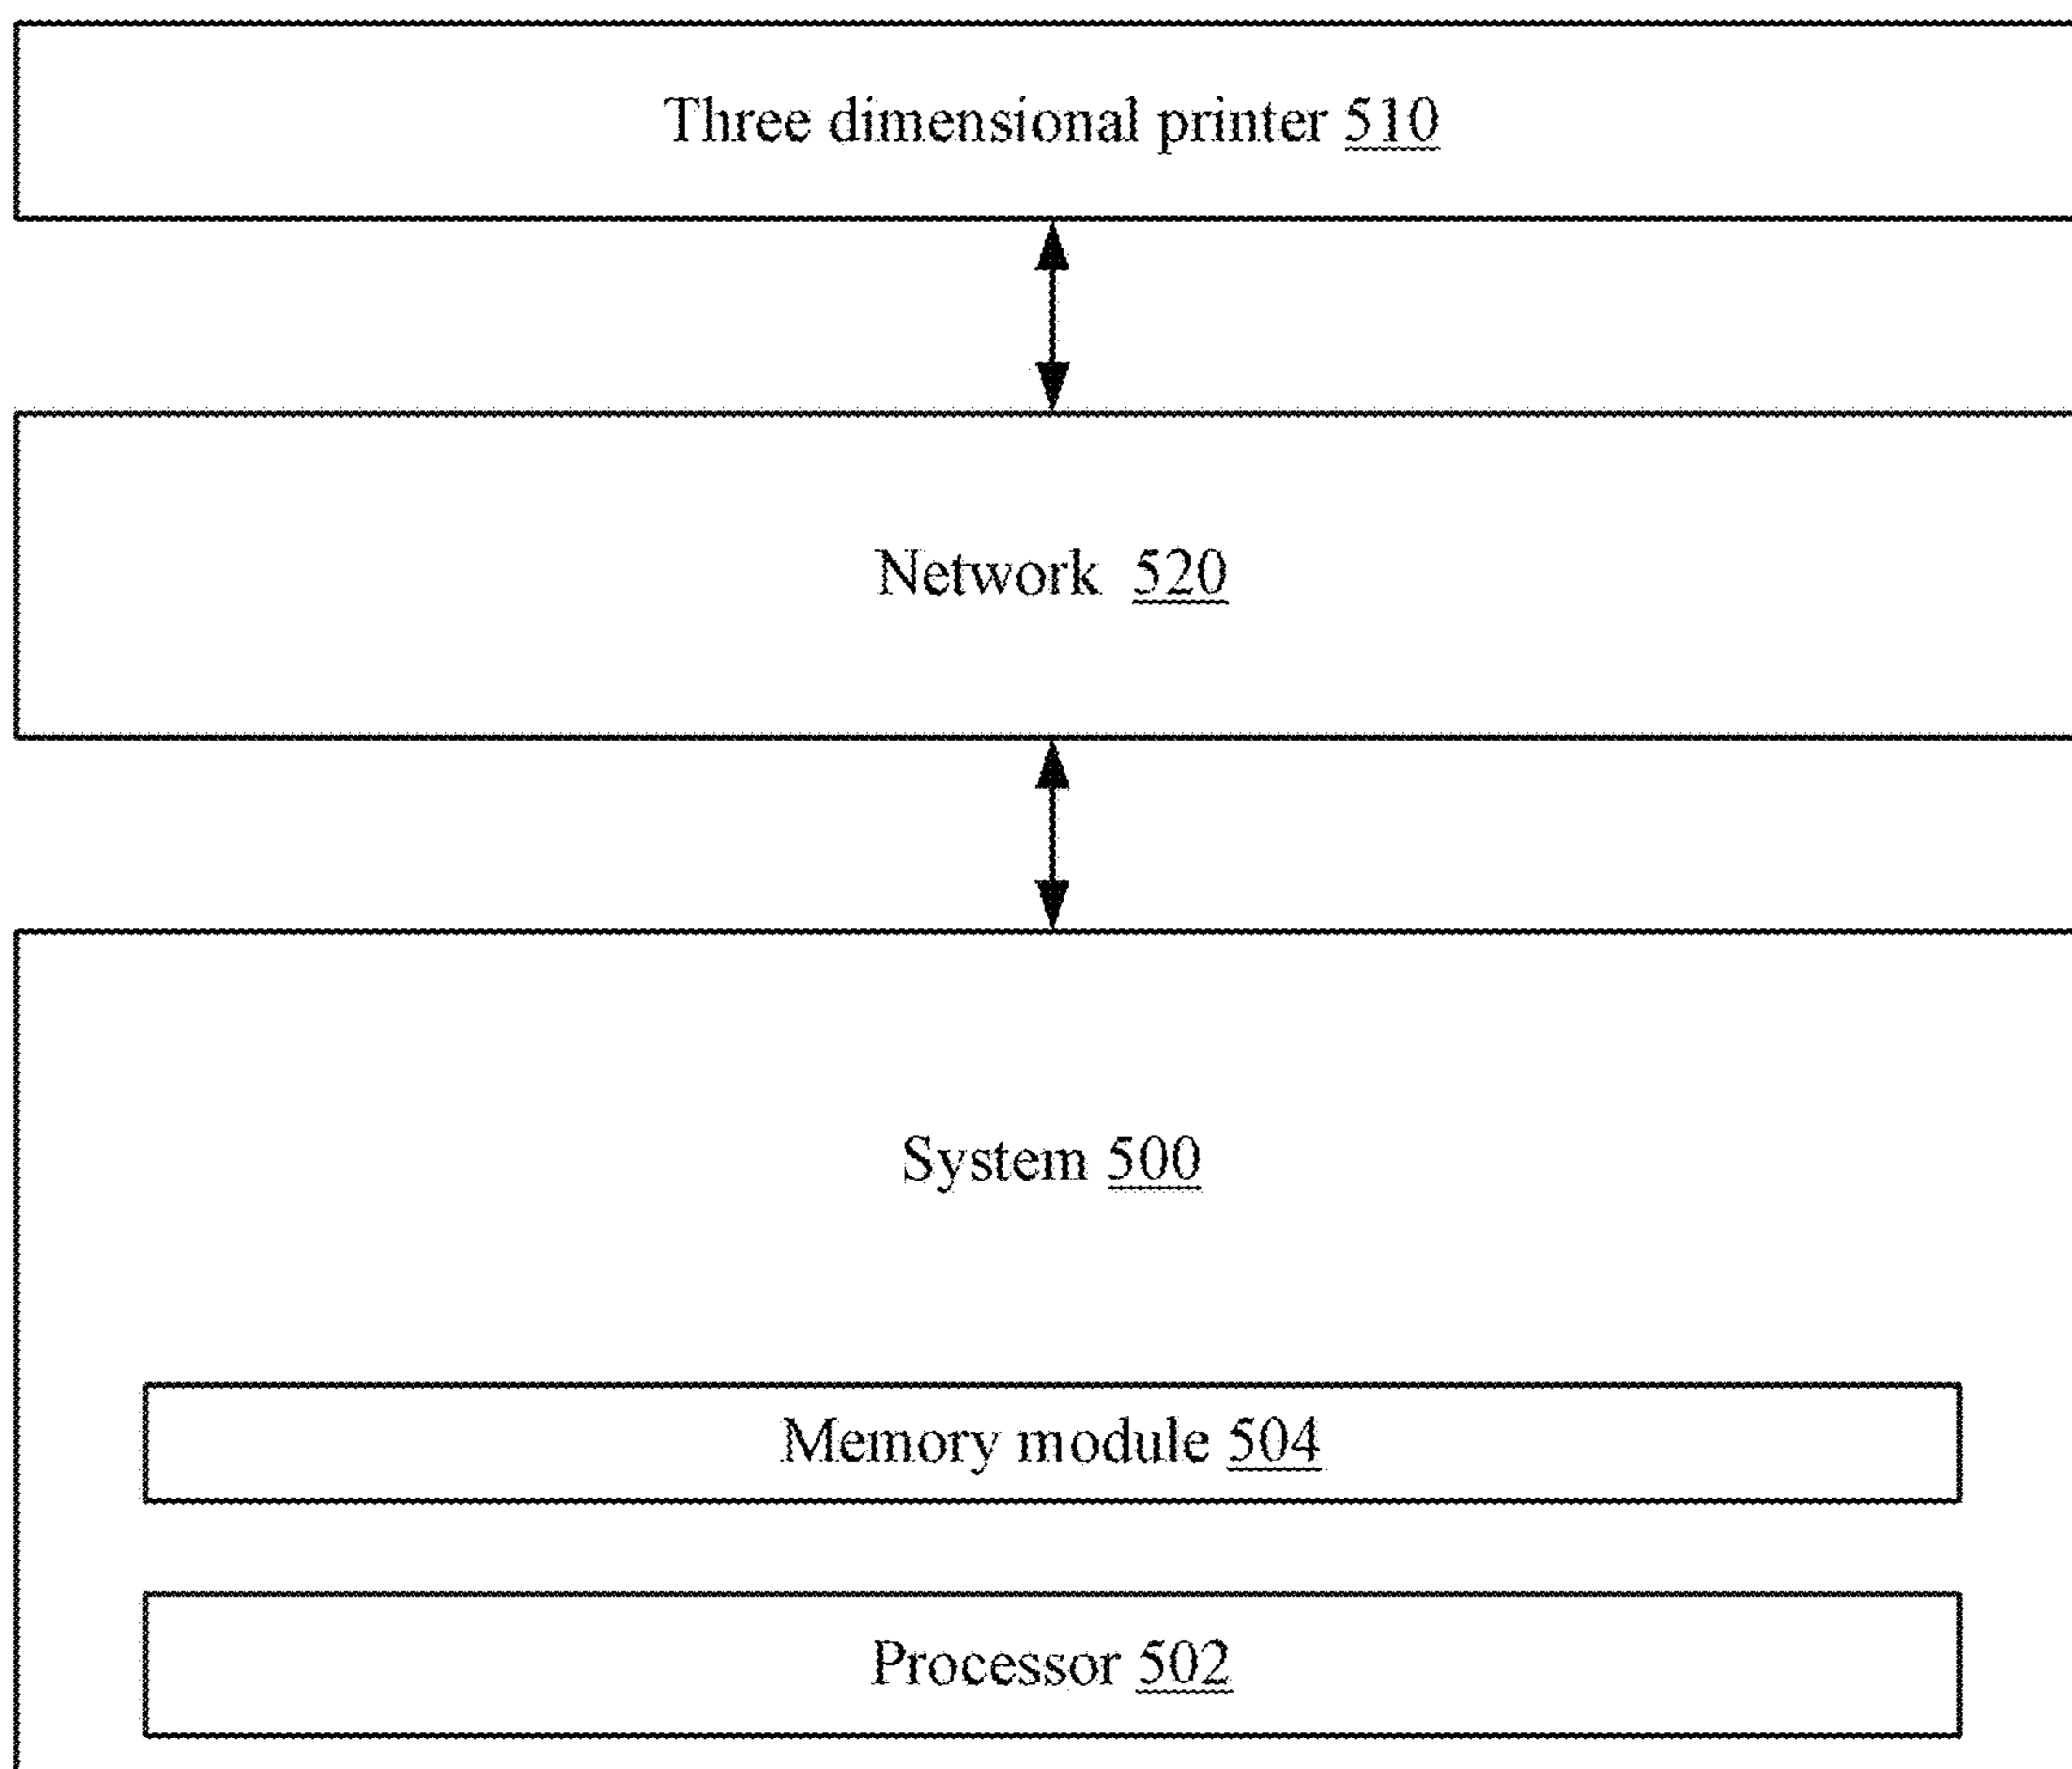 Three dimensional printer 510
Network 520
System 500
Memory module 504
Processor 502